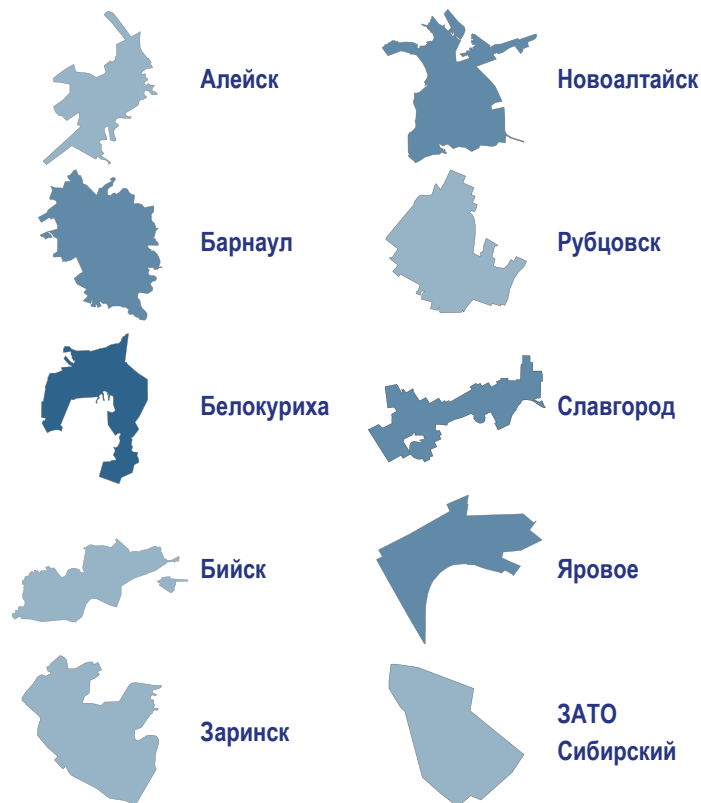 Алейск
Новоалтайск
Барнаул
Рубцовск
Белокуриха
Славгород
Бийск
Яровое
Заринск
ЗАТО
Сибирский